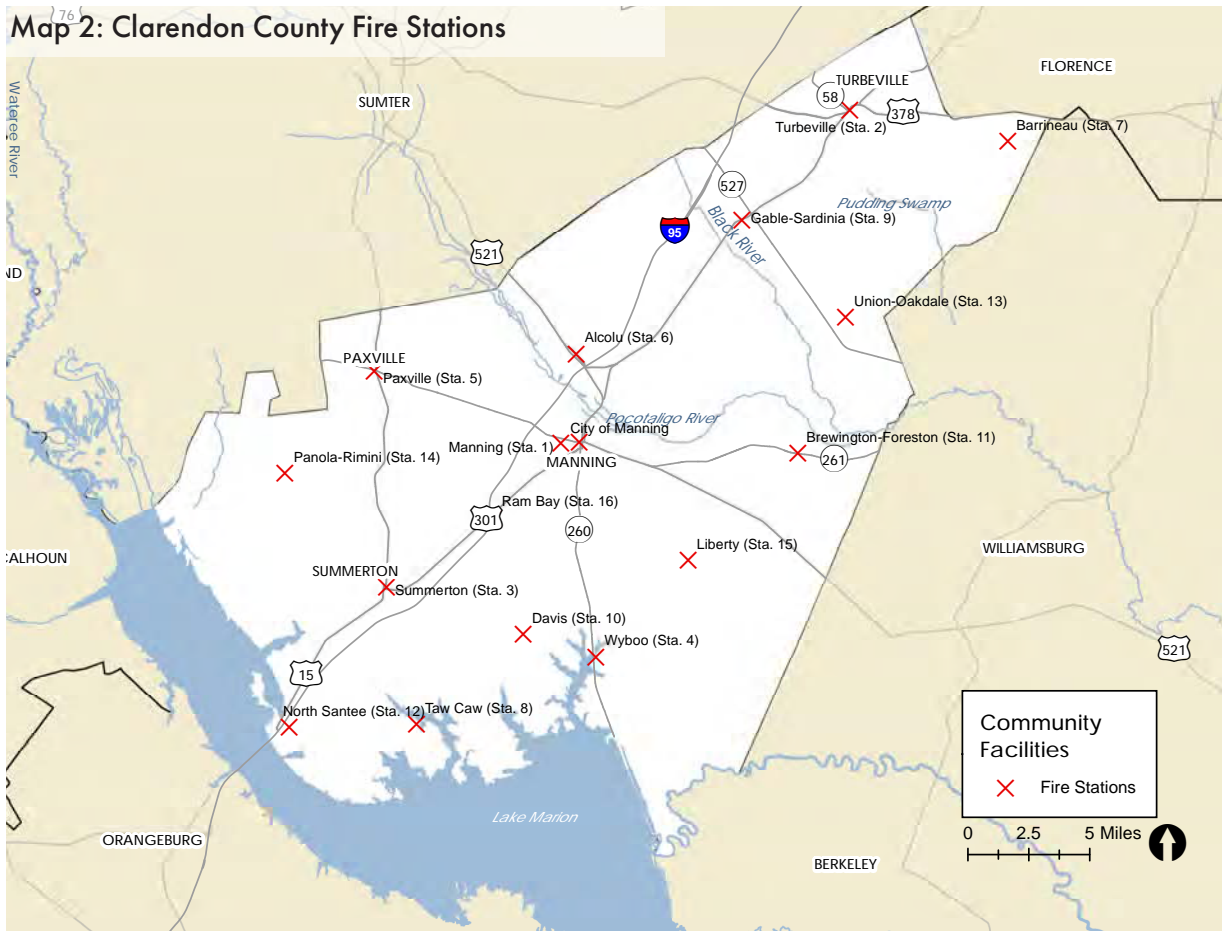 76
Map 2: Clarendon County Fire Stations
FLORENCE
TURBEVILLE
58
378
SUMTER
Wateree River
Turbeville (Sta. 2)
Barrineau (Sta. 7)
527
Pudding Swamp
Gable-Sardinia (Sta. 9)
95
Black River
521
ND
Union-Oakdale (Sta. 13)
Alcolu (Sta. 6)
PAXVILLE
Paxville (Sta. 5)
Pocotaligo River
City of Manning
Manning (Sta. 1)
MANNING
Brewington-Foreston (Sta. 11)
261
Panola-Rimini (Sta. 14)
Ram Bay (Sta. 16)
301
260
Liberty (Sta. 15)
WILLIAMSBURG
CALHOUN
SUMMERTON
Summerton (Sta. 3)
Davis (Sta. 10)
Wyboo (Sta. 4)
521
15
North Santee (Sta. 12)
Taw Caw (Sta. 8)
Community
Facilities
Fire Stations
Lake Marion
0 2.5 5 Miles
ORANGEBURG
BERKELEY